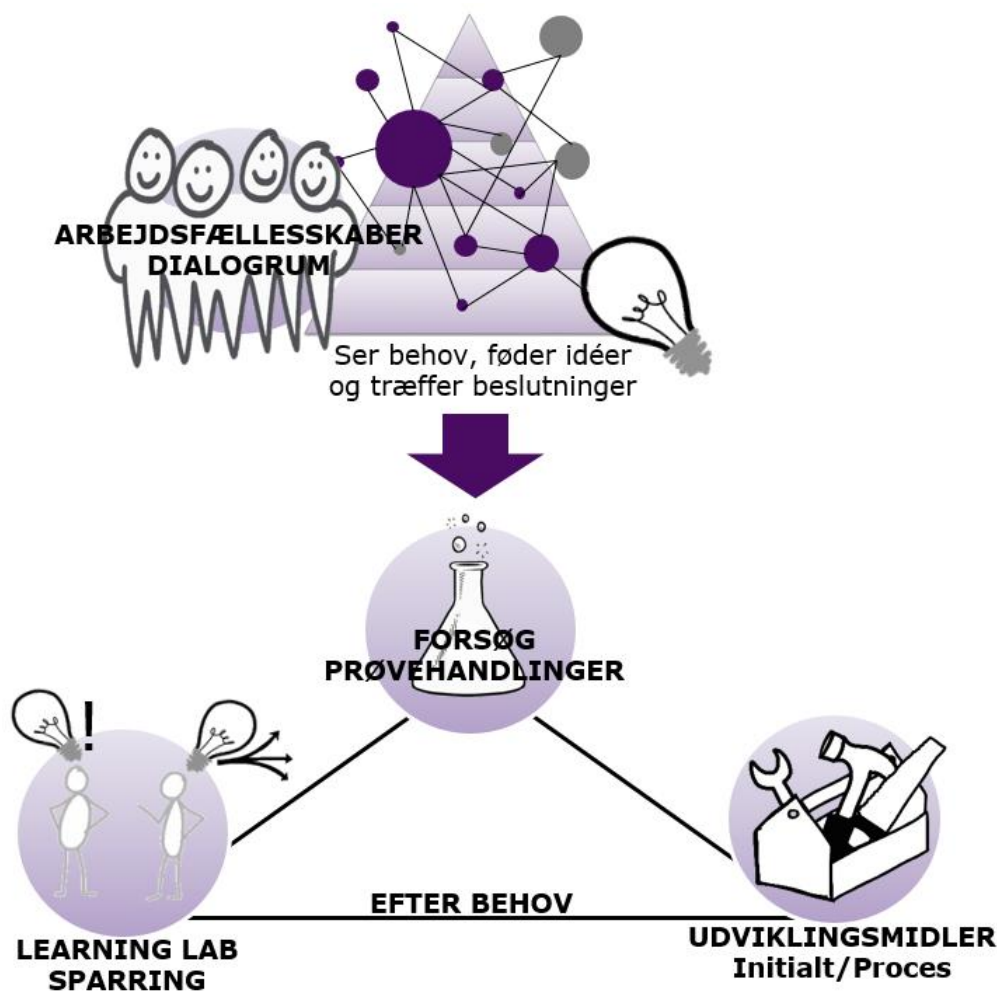 ARBEJDSFÆLLESSKABER
DIALOGRUM
Ser behov, føder idéer
og træffer beslutninger
FORSØG
PRØVEHANDLINGER
!
EFTER BEHOV
LEARNING LAB
SPARRING
UDVIKLINGSMIDLER
Initialt/Proces